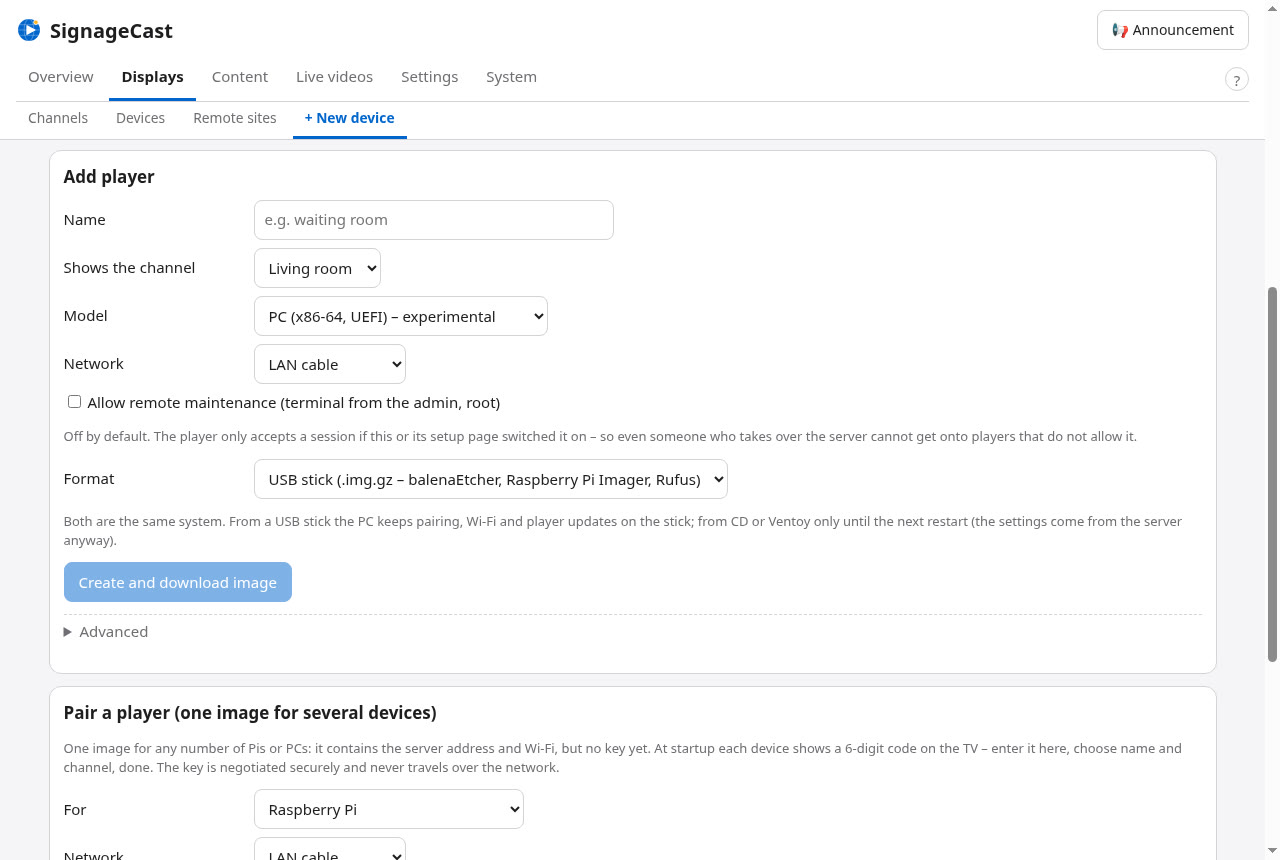 SignageCast
📢 Announcement
Overview Displays Content Live videos Settings System ?
Channels Devices Remote sites + New device
Add player
Name e.g. waiting room
Shows the channel Living room
Model PC (x86-64, UEFI) – experimental
Network LAN cable
Allow remote maintenance (terminal from the admin, root)
Off by default. The player only accepts a session if this or its setup page switched it on – so even someone who takes over the server cannot get onto players that do not allow it.
Format USB stick (.img.gz – balenaEtcher, Raspberry Pi Imager, Rufus)
Both are the same system. From a USB stick the PC keeps pairing, Wi-Fi and player updates on the stick; from CD or Ventoy only until the next restart (the settings come from the server
anyway).
Create and download image
▶ Advanced
Pair a player (one image for several devices)
One image for any number of Pis or PCs: it contains the server address and Wi-Fi, but no key yet. At startup each device shows a 6-digit code on the TV – enter it here, choose name and
channel, done. The key is negotiated securely and never travels over the network.
For Raspberry Pi
Network LAN cable